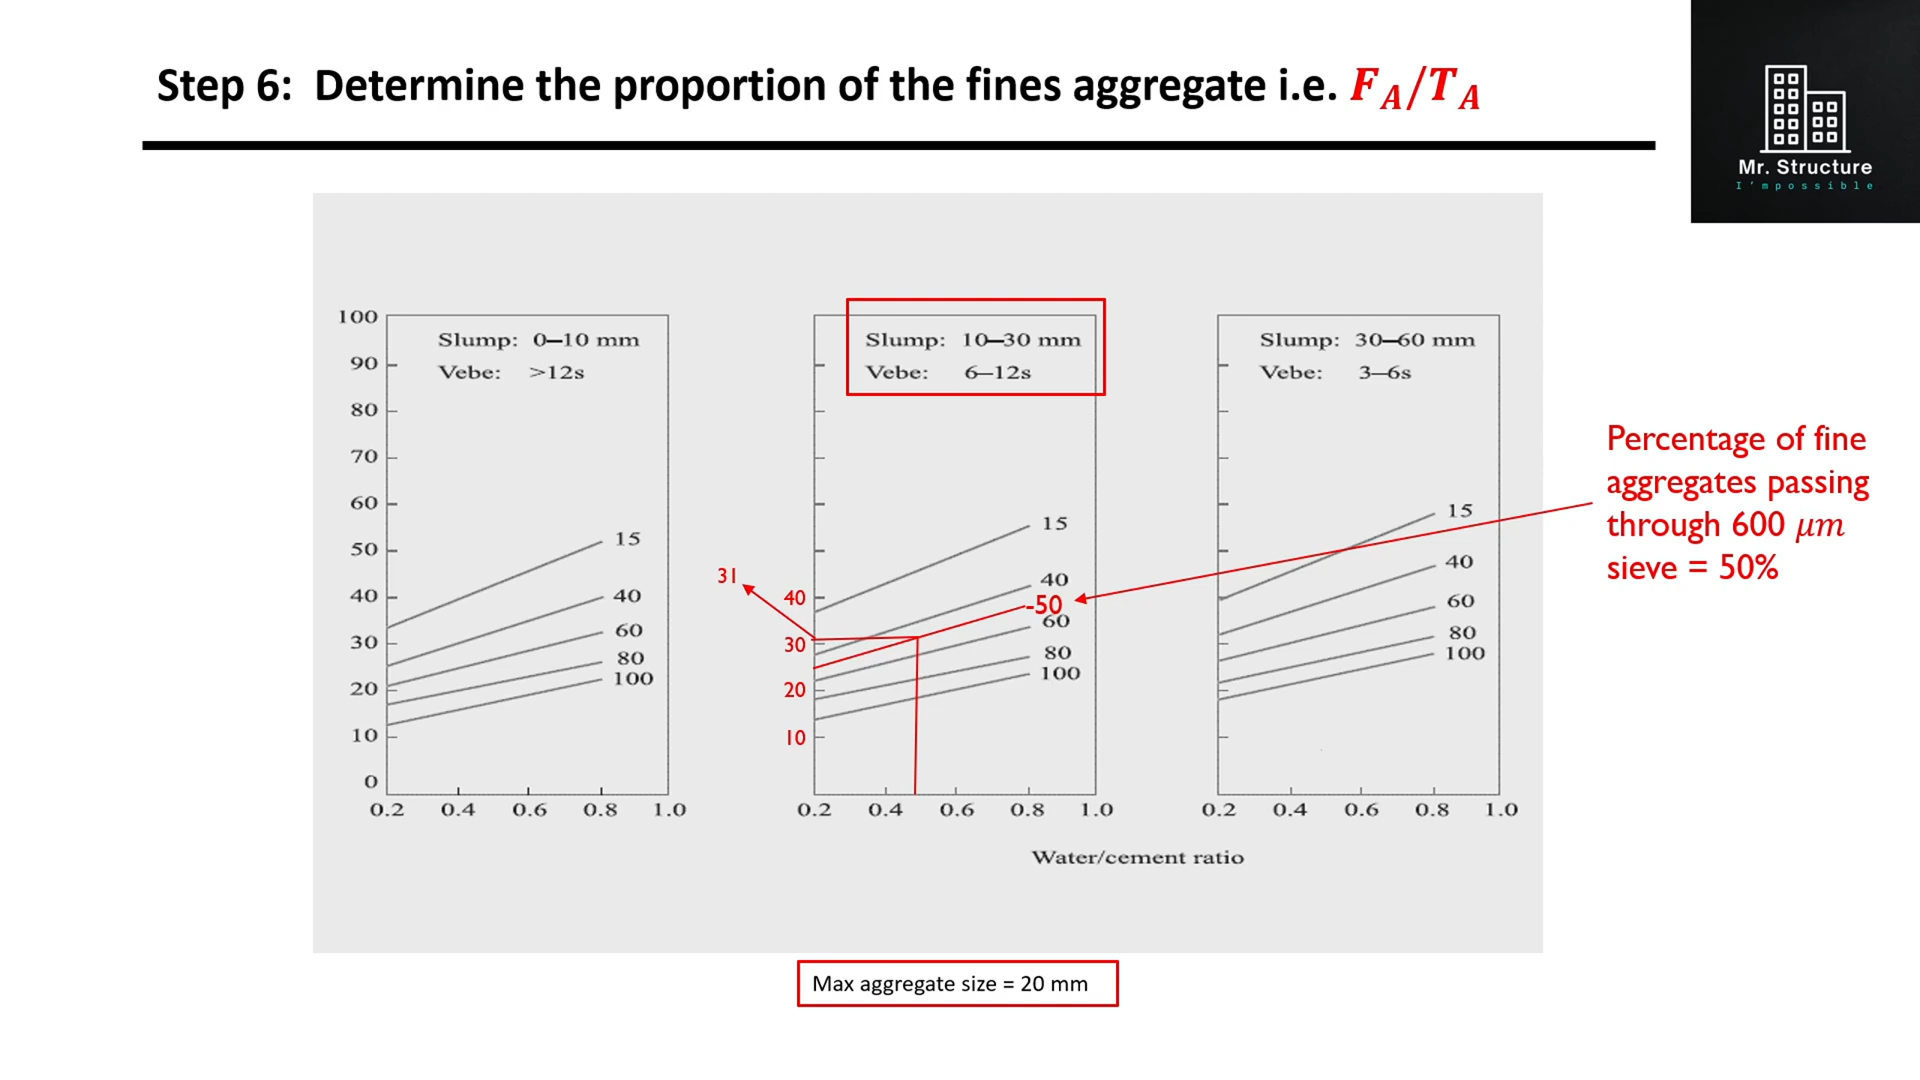 Step 6: Determine the proportion of the fines aggregate i.e. F_A/T_A
Mr. Structure
I'mpossible
Slump: 0–10 mm
Vebe: >12s
100
90
80
70
60
50
40
30
20
10
0
15
40
60
80
100
0.2 0.4 0.6 0.8 1.0
Slump: 10–30 mm
Vebe: 6–12s
31
40
30
20
10
15
40
-50
60
80
100
0.2 0.4 0.6 0.8 1.0
Slump: 30–60 mm
Vebe: 3–6s
15
40
60
80
100
0.2 0.4 0.6 0.8 1.0
Water/cement ratio
Percentage of fine
aggregates passing
through 600 μm
sieve = 50%
Max aggregate size = 20 mm